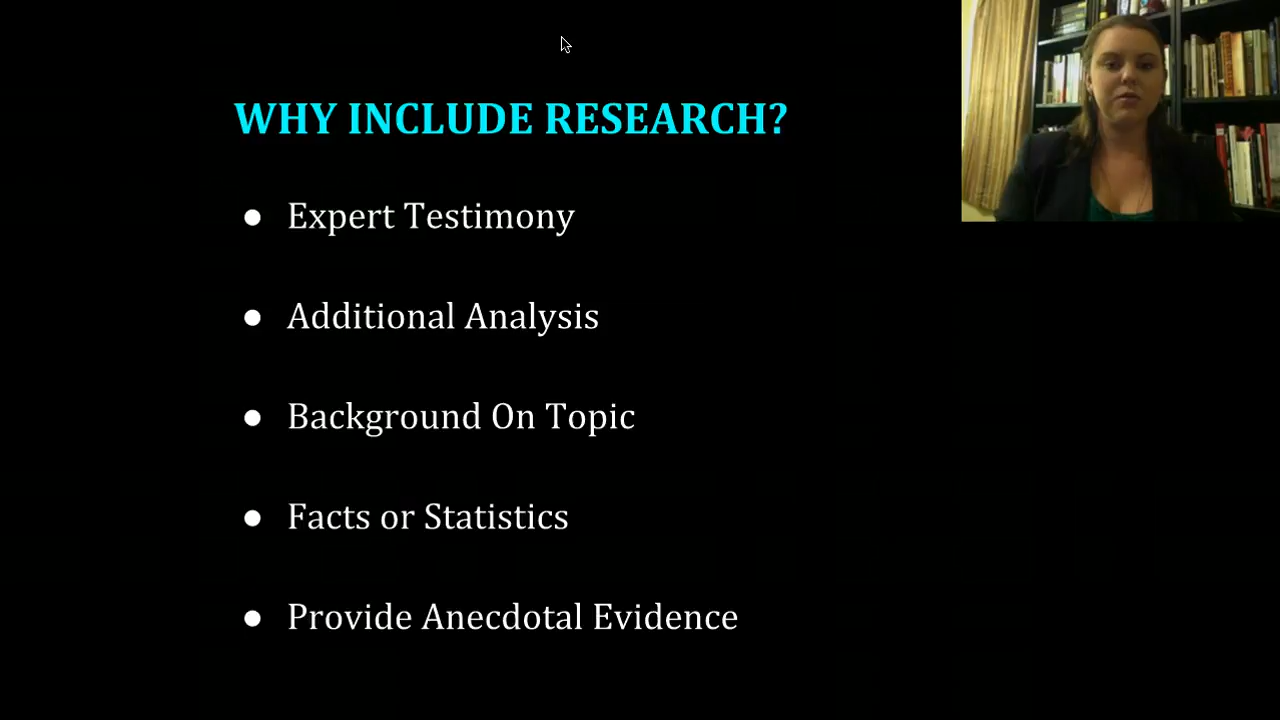 WHY INCLUDE RESEARCH?
● Expert Testimony
● Additional Analysis
● Background On Topic
● Facts or Statistics
● Provide Anecdotal Evidence